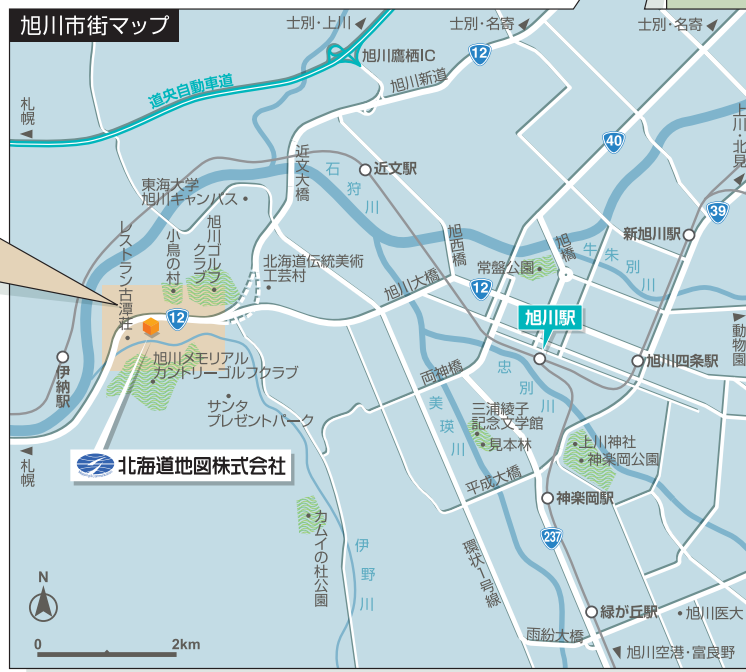 旭川市街マップ
士別・上川
士別・名寄
士別・名寄
12
旭川鷹栖IC
道央自動車道
旭川新道
札幌
上川・北見
40
近文大橋
石狩川
近文駅
東海大学
旭川キャンパス
39
レストラン古潭荘
小鳥の村
旭川ゴルフ
クラブ
旭西橋
旭橋
牛朱別川
新旭川駅
北海道伝統美術
工芸村
常盤公園
旭川大橋
12
12
旭川駅
動物園
伊納駅
旭川メモリアル
カントリーゴルフクラブ
両神橋
忠別川
旭川四条駅
サンタ
プレゼントパーク
美瑛川
三浦綾子
記念文学館
見本林
上川神社
神楽岡公園
札幌
北海道地図株式会社
平成大橋
神楽岡駅
カムイの杜公園
伊野川
環状1号線
237
N
緑が丘駅
旭川医大
雨紛大橋
0 2km
旭川空港・富良野